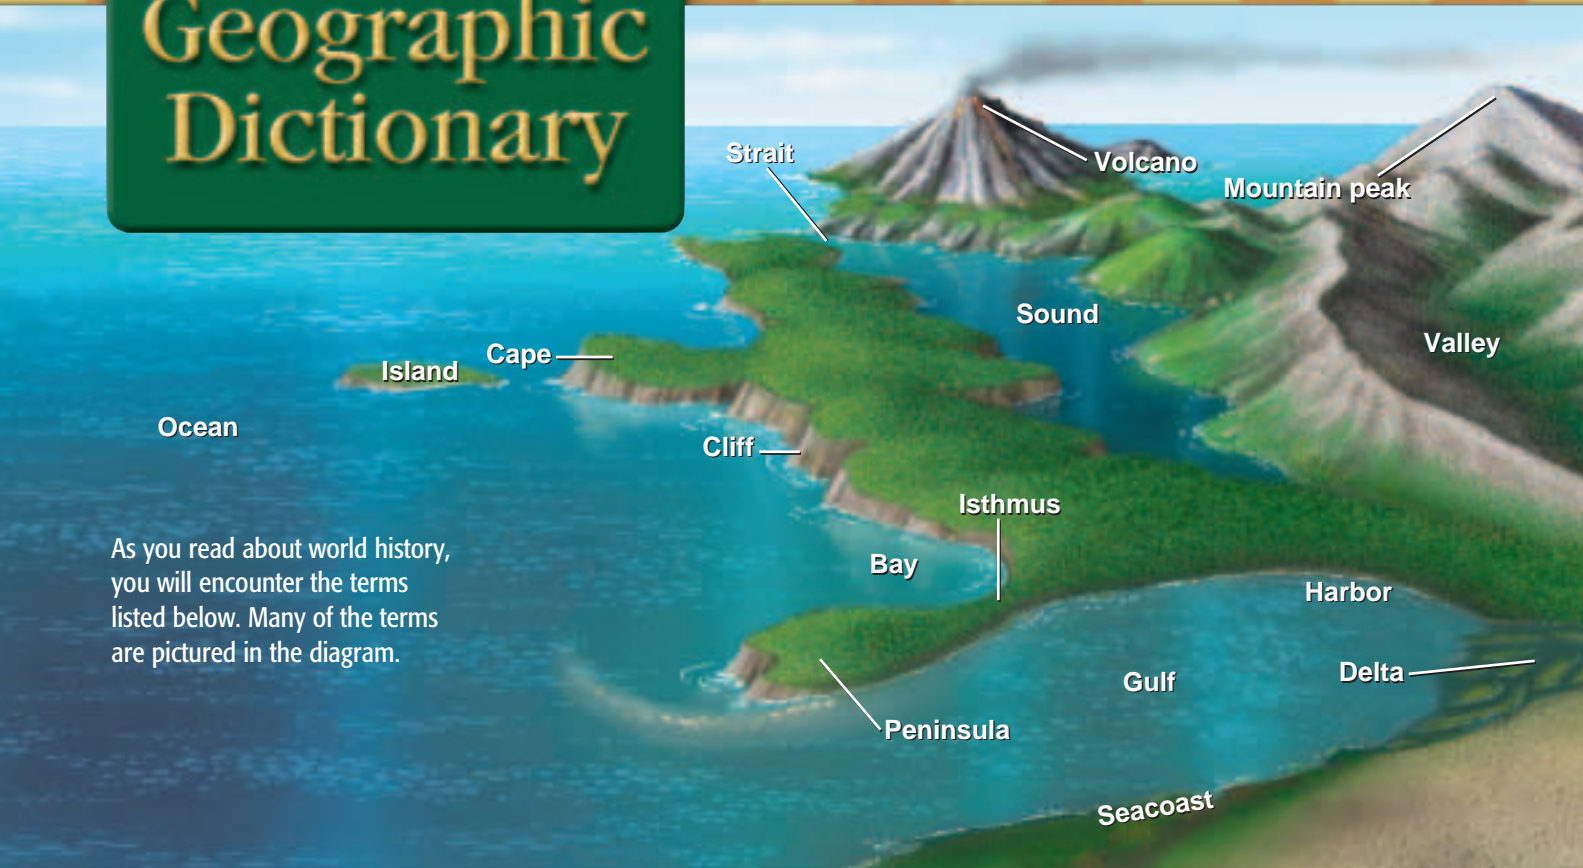 Geographic
Dictionary
Strait
Volcano
Mountain peak
Sound
Valley
Cape
Island
Ocean
Cliff
Isthmus
As you read about world history,
you will encounter the terms
listed below. Many of the terms
are pictured in the diagram.
Bay
Harbor
Delta
Gulf
Peninsula
Seacoast